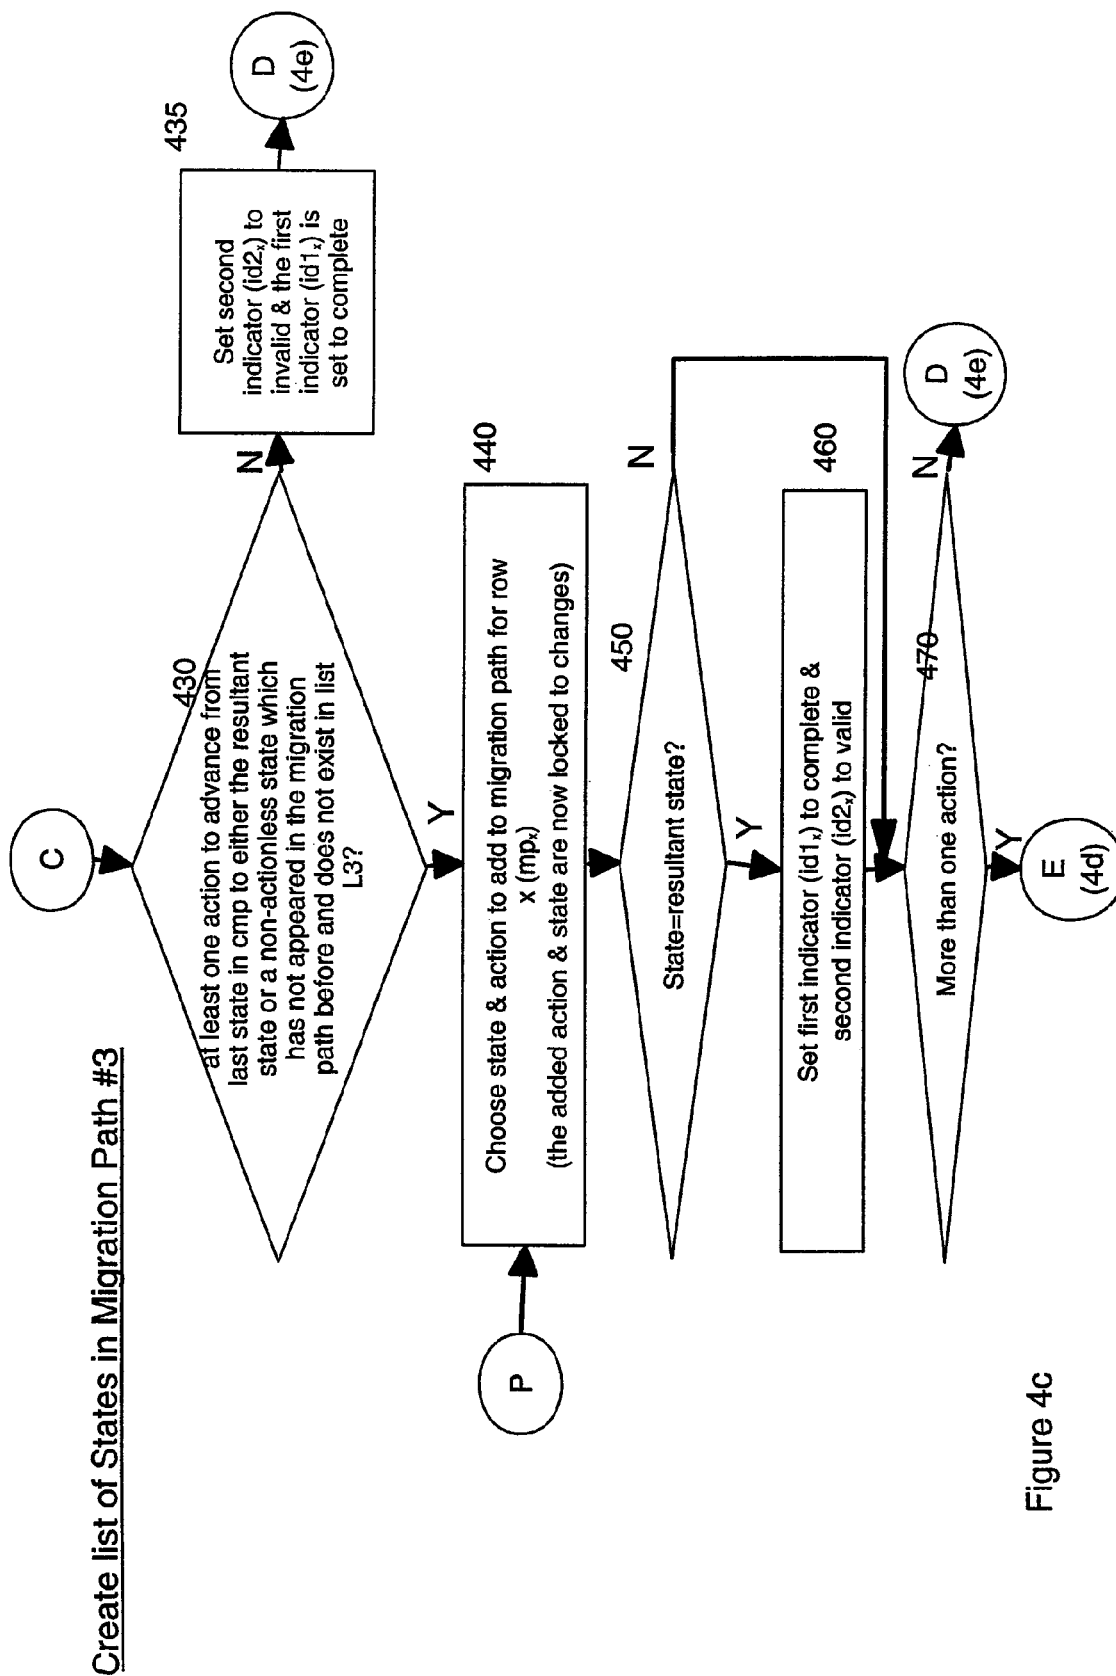 Create list of States in Migration Path #3
C
430
at least one action to advance from
last state in cmp to either the resultant
state or a non-actionless state which
has not appeared in the migration
path before and does not exist in list
L3?
N
435
Set second
indicator (id2x) to
invalid & the first
indicator (id1x) is
set to complete
D
(4e)
Y
P
440
Choose state & action to add to migration path for row
x (mpx)
(the added action & state are now locked to changes)
450
State=resultant state?
N
Y
460
Set first indicator (id1x) to complete &
second indicator (id2x) to valid
470
More than one action?
N
D
(4e)
Y
E
(4d)
Figure 4c